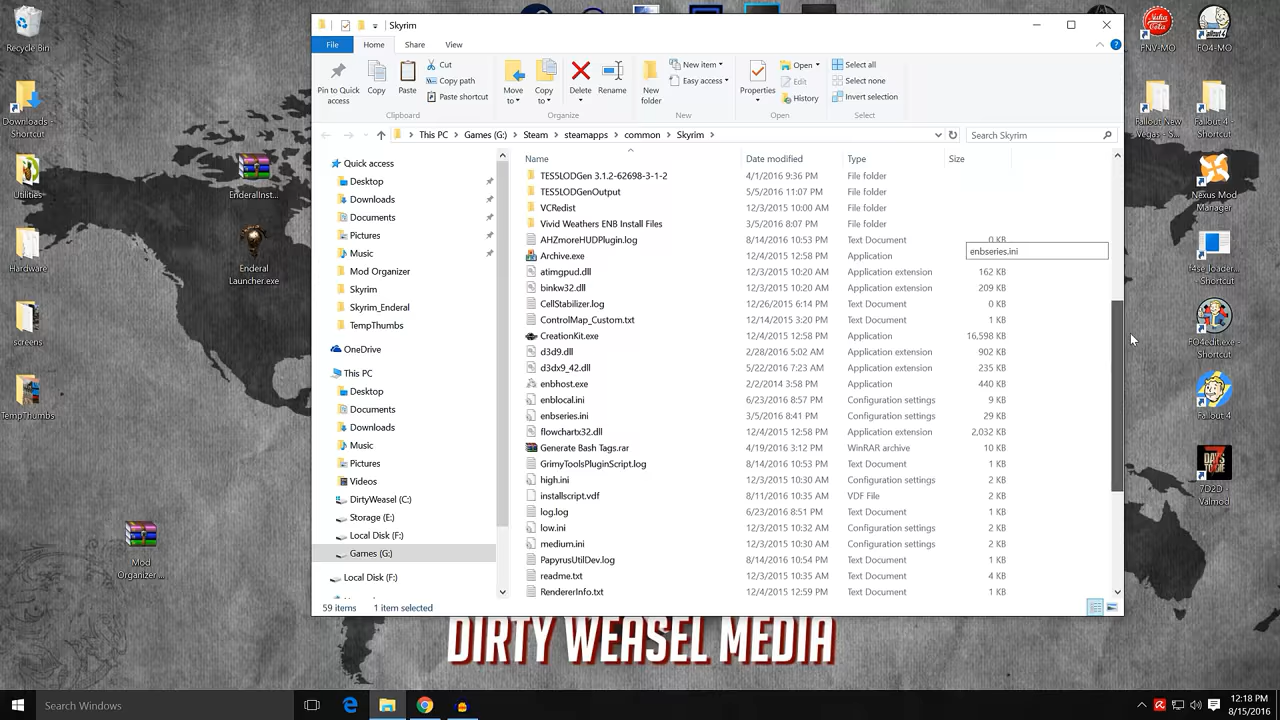 Skyrim
File Home Share View
Pin to Quick access
Copy
Paste
Cut
Copy path
Paste shortcut
Clipboard
Move to
Copy to
Delete
Rename
Organize
New folder
New item
Easy access
New
Properties
Open
Edit
History
Open
Select all
Select none
Invert selection
Select
This PC > Games (G:) > Steam > steamapps > common > Skyrim >
Search Skyrim
Quick access
Desktop
Downloads
Documents
Pictures
Music
Mod Organizer
Skyrim
Skyrim_Enderal
TempThumbs
OneDrive
This PC
Desktop
Documents
Downloads
Music
Pictures
Videos
DirtyWeasel (C:)
Storage (E:)
Local Disk (F:)
Games (G:)
Local Disk (F:)
Name Date modified Type Size
TES5LODGen 3.1.2-62698-3-1-2 4/1/2016 9:36 PM File folder
TES5LODGenOutput 5/5/2016 11:07 PM File folder
VCRedist 12/3/2015 10:00 AM File folder
Vivid Weathers ENB Install Files 3/5/2016 8:07 PM File folder
AHZmoreHUDPlugin.log 8/14/2016 10:53 PM Text Document 0 KB
enbseries.ini
Archive.exe 12/4/2015 12:58 PM Application
atimgpud.dll 12/3/2015 10:20 AM Application extension 162 KB
binkw32.dll 12/3/2015 10:20 AM Application extension 209 KB
CellStabilizer.log 12/26/2015 6:14 PM Text Document 0 KB
ControlMap_Custom.txt 12/14/2015 3:20 PM Text Document 1 KB
CreationKit.exe 12/4/2015 12:58 PM Application 16,598 KB
d3d9.dll 2/28/2016 5:02 AM Application extension 902 KB
d3dx9_42.dll 5/22/2016 7:23 AM Application extension 235 KB
enbhost.exe 2/2/2014 3:58 PM Application 440 KB
enblocal.ini 6/23/2016 8:57 PM Configuration settings 9 KB
enbseries.ini 3/5/2016 8:41 PM Configuration settings 29 KB
flowchartx32.dll 12/4/2015 12:58 PM Application extension 2,032 KB
Generate Bash Tags.rar 4/19/2016 3:12 PM WinRAR archive 10 KB
GrimyToolsPluginScript.log 8/14/2016 10:53 PM Text Document 1 KB
high.ini 12/3/2015 10:30 AM Configuration settings 2 KB
installscript.vdf 8/11/2016 10:35 AM VDF File 2 KB
log.log 6/23/2016 8:51 PM Text Document 1 KB
low.ini 12/3/2015 10:32 AM Configuration settings 2 KB
medium.ini 12/3/2015 10:30 AM Configuration settings 2 KB
PapyrusUtilDev.log 8/14/2016 10:54 PM Text Document 1 KB
readme.txt 12/3/2015 10:35 AM Text Document 4 KB
RendererInfo.txt 12/4/2015 12:59 PM Text Document 1 KB
59 items 1 item selected
Recycle Bin
Downloads - Shortcut
Utilities
Hardware
screens
TempThumbs
EnderalInst...
Enderal Launcher.exe
Mod Organizer...
FNV-MO
FO4-MO
Fallout New Vegas - S...
Fallout 4 - Shortcut
Nexus Mod Manager
f4se_loader... Shortcut
FO4edit.exe - Shortcut
Fallout 4
7 DAYS TO DIE
7D2D - Valmod
DIRTY WEASEL MEDIA
Search Windows
12:18 PM
8/15/2016